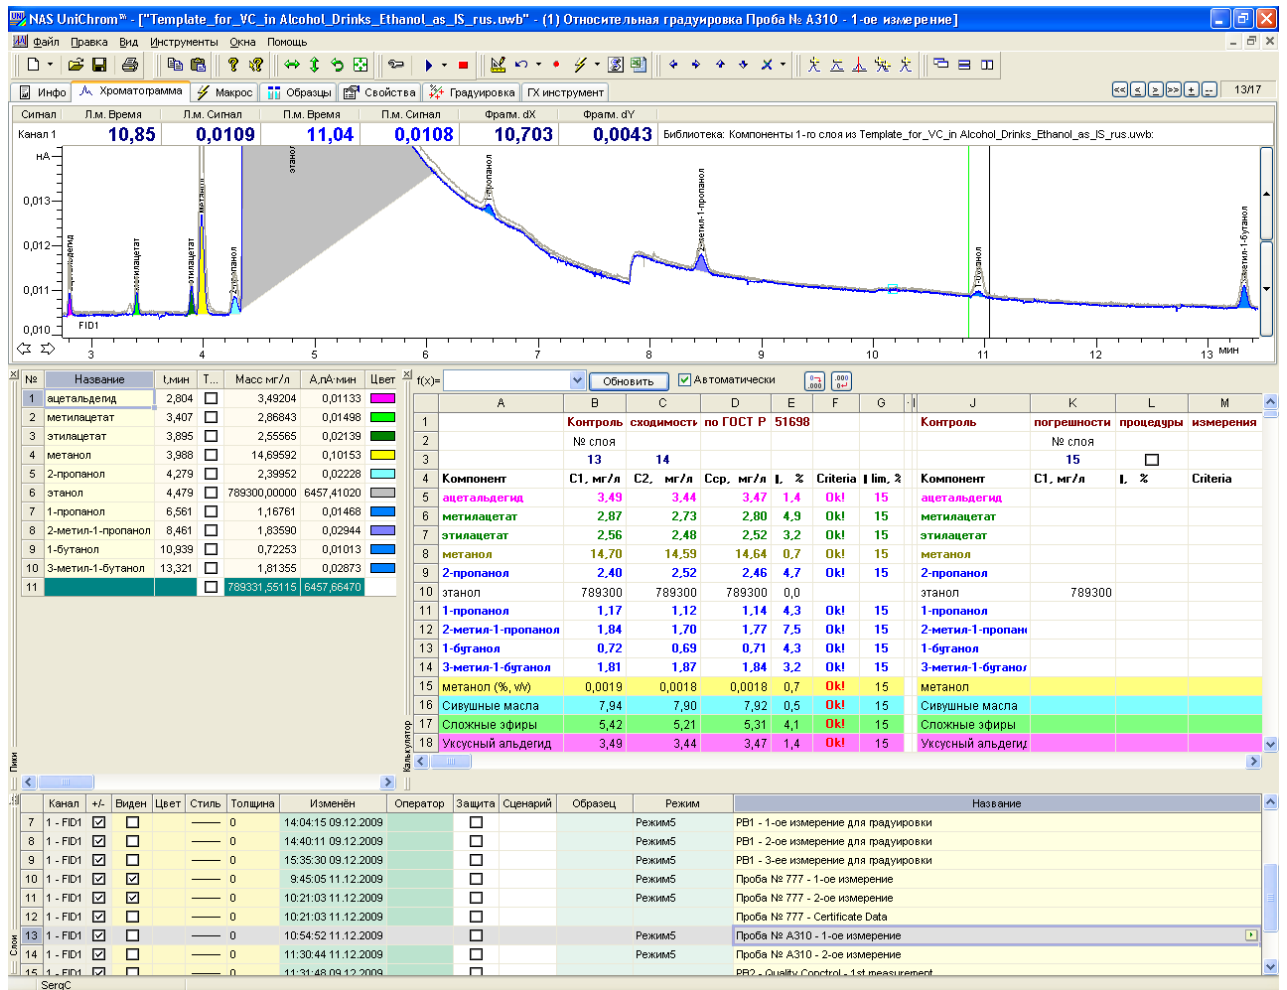 NAS UniChrom™ - ["Template_for_VC_in Alcohol_Drinks_Ethanol_as_IS_rus.uwb" - (1) Относительная градуировка Проба № А310 - 1-ое измерение]
Файл Правка Вид Инструменты Окна Помощь
Инфо Хроматограмма Макрос Образцы Свойства Градуировка ГХ инструмент 13/17
Сигнал Л.м. Время Л.м. Сигнал П.м. Время П.м. Сигнал Фрагм. dX Фрагм. dY
Канал 1 10,85 0,0109 11,04 0,0108 10,703 0,0043 Библиотека: Компоненты 1-го слоя из Template_for_VC_in Alcohol_Drinks_Ethanol_as_IS_rus.uwb:
нА
0,013
0,012
0,011
0,010
FID1
ацетальдегид
метилацетат
этилацетат
метанол
2-пропанол
этанол
1-пропанол
2-метил-1-пропанол
1-бутанол
3-метил-1-бутанол
3 4 5 6 7 8 9 10 11 12 13 мин
№ Название t,мин Т... Масс мг/л А,пА·мин Цвет
1 ацетальдегид 2,804 3,49204 0,01133
2 метилацетат 3,407 2,86843 0,01498
3 этилацетат 3,895 2,55565 0,02139
4 метанол 3,988 14,69592 0,10153
5 2-пропанол 4,279 2,39952 0,02228
6 этанол 4,479 789300,00000 6457,41020
7 1-пропанол 6,561 1,16761 0,01468
8 2-метил-1-пропанол 8,461 1,83590 0,02944
9 1-бутанол 10,939 0,72253 0,01013
10 3-метил-1-бутанол 13,321 1,81355 0,02873
11 789331,55115 6457,66470
Пики
f(x)= Обновить Автоматически
A B C D E F G I J K L M
1 Контроль сходимость по ГОСТ Р 51698 Контроль погрешности процедуры измерения
2 № слоя № слоя
3 13 14 15
4 Компонент С1, мг/л С2, мг/л Сср, мг/л I, % Criteria I lim, % Компонент С1, мг/л I, % Criteria
5 ацетальдегид 3,49 3,44 3,47 1,4 Ok! 15 ацетальдегид
6 метилацетат 2,87 2,73 2,80 4,9 Ok! 15 метилацетат
7 этилацетат 2,56 2,48 2,52 3,2 Ok! 15 этилацетат
8 метанол 14,70 14,59 14,64 0,7 Ok! 15 метанол
9 2-пропанол 2,40 2,52 2,46 4,7 Ok! 15 2-пропанол
10 этанол 789300 789300 789300 0,0 этанол 789300
11 1-пропанол 1,17 1,12 1,14 4,3 Ok! 15 1-пропанол
12 2-метил-1-пропанол 1,84 1,70 1,77 7,5 Ok! 15 2-метил-1-пропан
13 1-бутанол 0,72 0,69 0,71 4,3 Ok! 15 1-бутанол
14 3-метил-1-бутанол 1,81 1,87 1,84 3,2 Ok! 15 3-метил-1-бутанол
15 метанол (%, v/v) 0,0019 0,0018 0,0018 0,7 Ok! 15 метанол
16 Сивушные масла 7,94 7,90 7,92 0,5 Ok! 15 Сивушные масла
17 Сложные эфиры 5,42 5,21 5,31 4,1 Ok! 15 Сложные эфиры
18 Уксусный альдегид 3,49 3,44 3,47 1,4 Ok! 15 Уксусный альдегид
Калькулятор
Канал +/- Виден Цвет Стиль Толщина Изменён Оператор Защита Сценарий Образец Режим Название
7 1 - FID1 0 14:04:15 09.12.2009 Режим5 PB1 - 1-ое измерение для градуировки
8 1 - FID1 0 14:40:11 09.12.2009 Режим5 PB1 - 2-ое измерение для градуировки
9 1 - FID1 0 15:35:30 09.12.2009 Режим5 PB1 - 3-ее измерение для градуировки
10 1 - FID1 0 9:45:05 11.12.2009 Режим5 Проба № 777 - 1-ое измерение
11 1 - FID1 0 10:21:03 11.12.2009 Режим5 Проба № 777 - 2-ое измерение
12 1 - FID1 0 10:21:03 11.12.2009 Проба № 777 - Certificate Data
13 1 - FID1 0 10:54:52 11.12.2009 Режим5 Проба № А310 - 1-ое измерение
14 1 - FID1 0 11:30:44 11.12.2009 Режим5 Проба № А310 - 2-ое измерение
15 1 - FID1 0 11:31:48 09.12.2009 Режим5 PB2 - Quality Conctrol - 1st measurement
Слои
SergC